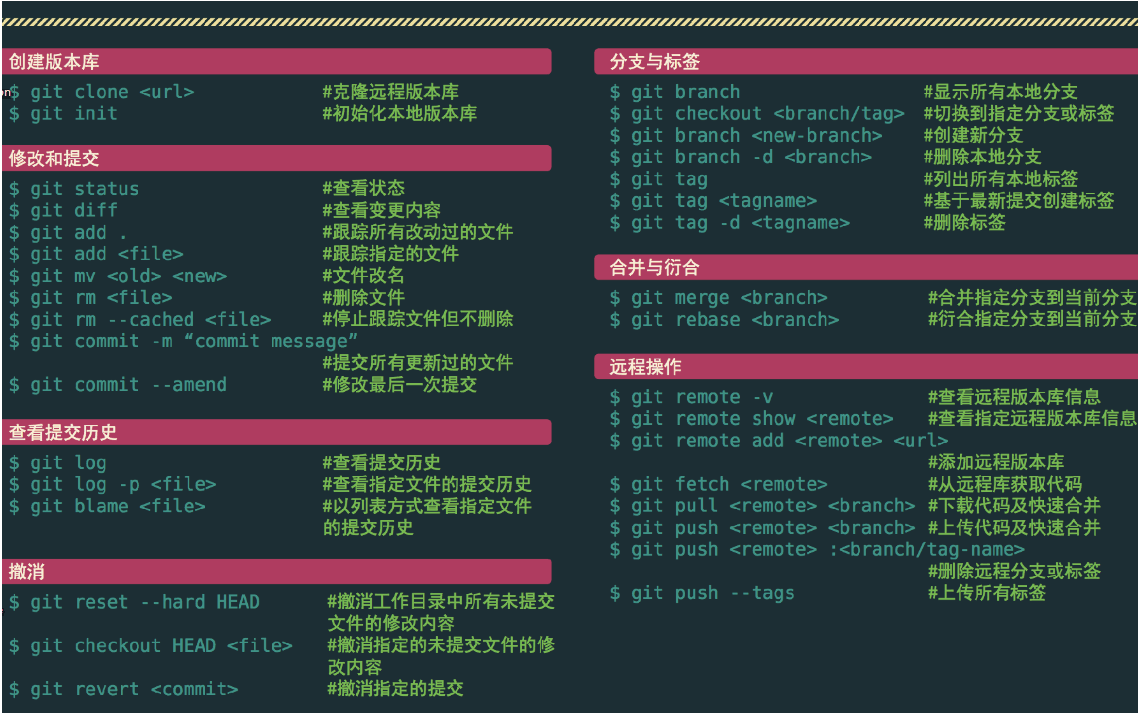 创建版本库
on
$ git clone <url> #克隆远程版本库
$ git init #初始化本地版本库
修改和提交
$ git status #查看状态
$ git diff #查看变更内容
$ git add . #跟踪所有改动过的文件
$ git add <file> #跟踪指定的文件
$ git mv <old> <new> #文件改名
$ git rm <file> #删除文件
$ git rm --cached <file> #停止跟踪文件但不删除
$ git commit -m “commit message”
#提交所有更新过的文件
$ git commit --amend #修改最后一次提交
查看提交历史
$ git log #查看提交历史
$ git log -p <file> #查看指定文件的提交历史
$ git blame <file> #以列表方式查看指定文件
的提交历史
撤消
$ git reset --hard HEAD #撤消工作目录中所有未提交
文件的修改内容
$ git checkout HEAD <file> #撤消指定的未提交文件的修
改内容
$ git revert <commit> #撤消指定的提交
分支与标签
$ git branch #显示所有本地分支
$ git checkout <branch/tag> #切换到指定分支或标签
$ git branch <new-branch> #创建新分支
$ git branch -d <branch> #删除本地分支
$ git tag #列出所有本地标签
$ git tag <tagname> #基于最新提交创建标签
$ git tag -d <tagname> #删除标签
合并与衍合
$ git merge <branch> #合并指定分支到当前分支
$ git rebase <branch> #衍合指定分支到当前分支
远程操作
$ git remote -v #查看远程版本库信息
$ git remote show <remote> #查看指定远程版本库信息
$ git remote add <remote> <url>
#添加远程版本库
$ git fetch <remote> #从远程库获取代码
$ git pull <remote> <branch> #下载代码及快速合并
$ git push <remote> <branch> #上传代码及快速合并
$ git push <remote> :<branch/tag-name>
#删除远程分支或标签
$ git push --tags #上传所有标签